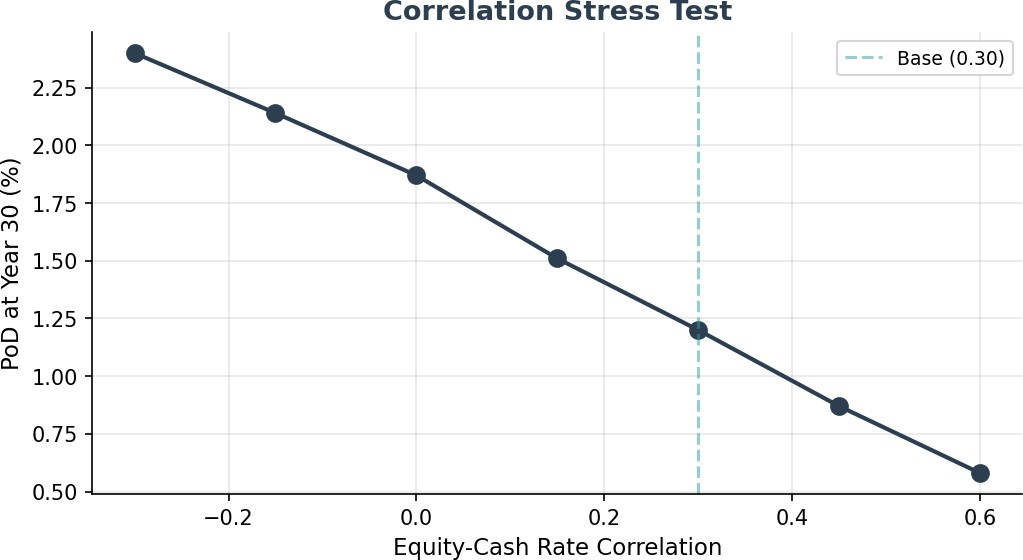 Correlation Stress Test
Base (0.30)
PoD at Year 30 (%)
2.25
2.00
1.75
1.50
1.25
1.00
0.75
0.50
−0.2 0.0 0.2 0.4 0.6
Equity-Cash Rate Correlation